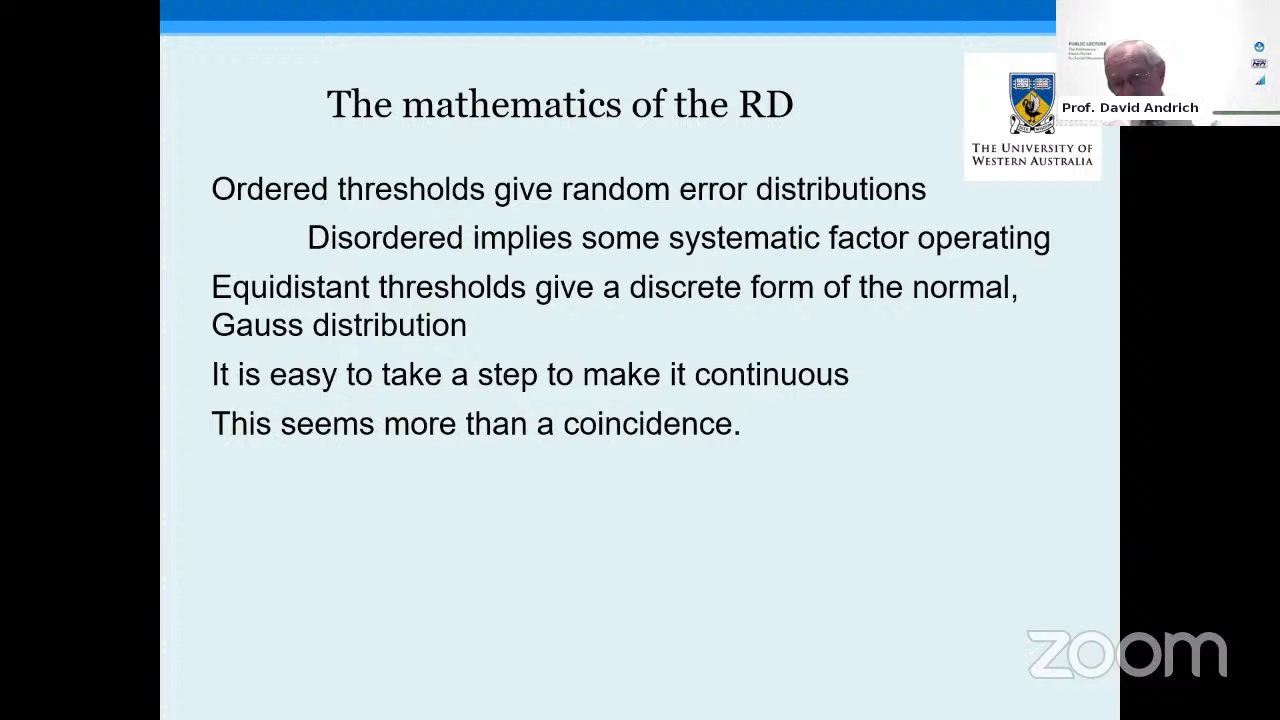 The mathematics of the RD
PUBLIC LECTURE
Prof. David Andrich
THE UNIVERSITY OF
WESTERN AUSTRALIA
Ordered thresholds give random error distributions
Disordered implies some systematic factor operating
Equidistant thresholds give a discrete form of the normal,
Gauss distribution
It is easy to take a step to make it continuous
This seems more than a coincidence.
zoom